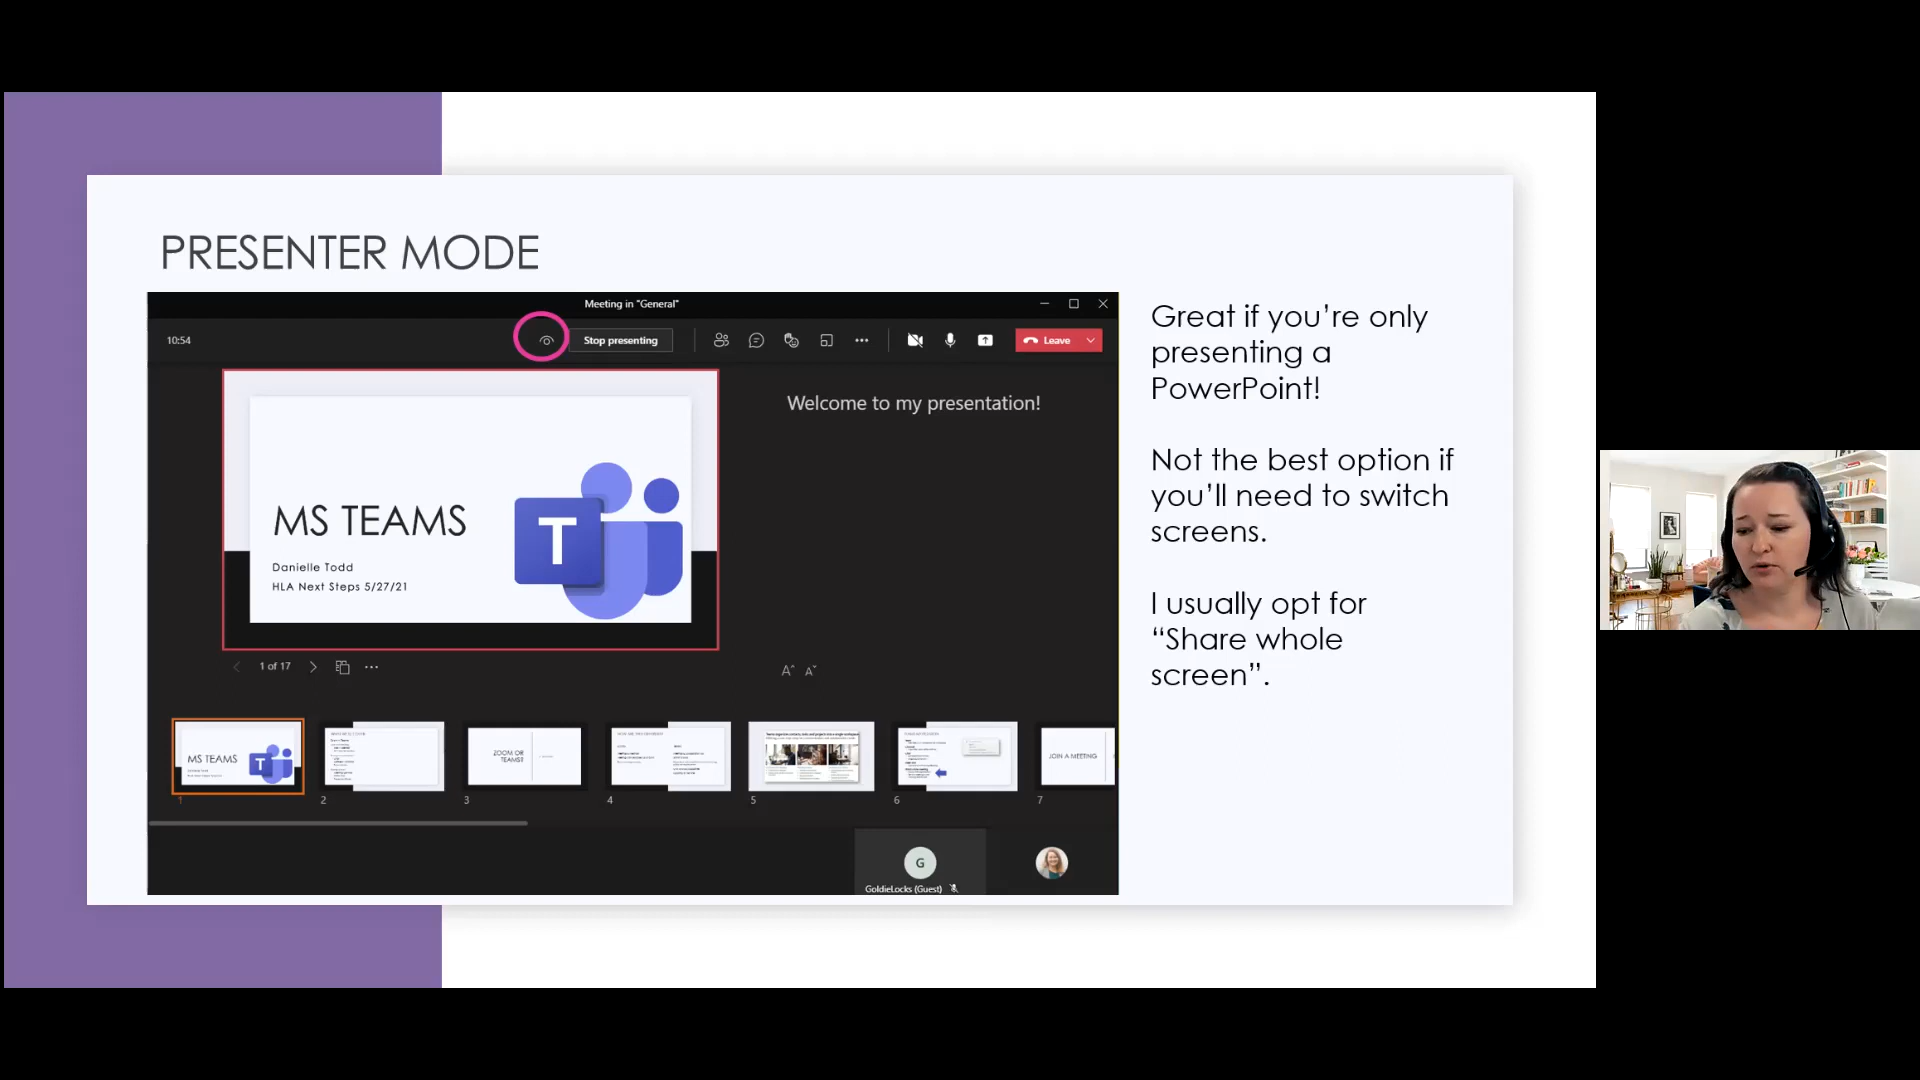 PRESENTER MODE
Meeting in "General"
10:54
Stop presenting
Leave
Welcome to my presentation!
MS TEAMS
Danielle Todd
HLA Next Steps 5/27/21
T
1 of 17
A^ A˅
MS TEAMS
T
ZOOM OR
TEAMS?
JOIN A MEETING
1
2
3
4
5
6
7
G
GoldieLocks (Guest)
Great if you’re only
presenting a
PowerPoint!
Not the best option if
you’ll need to switch
screens.
I usually opt for
“Share whole
screen”.